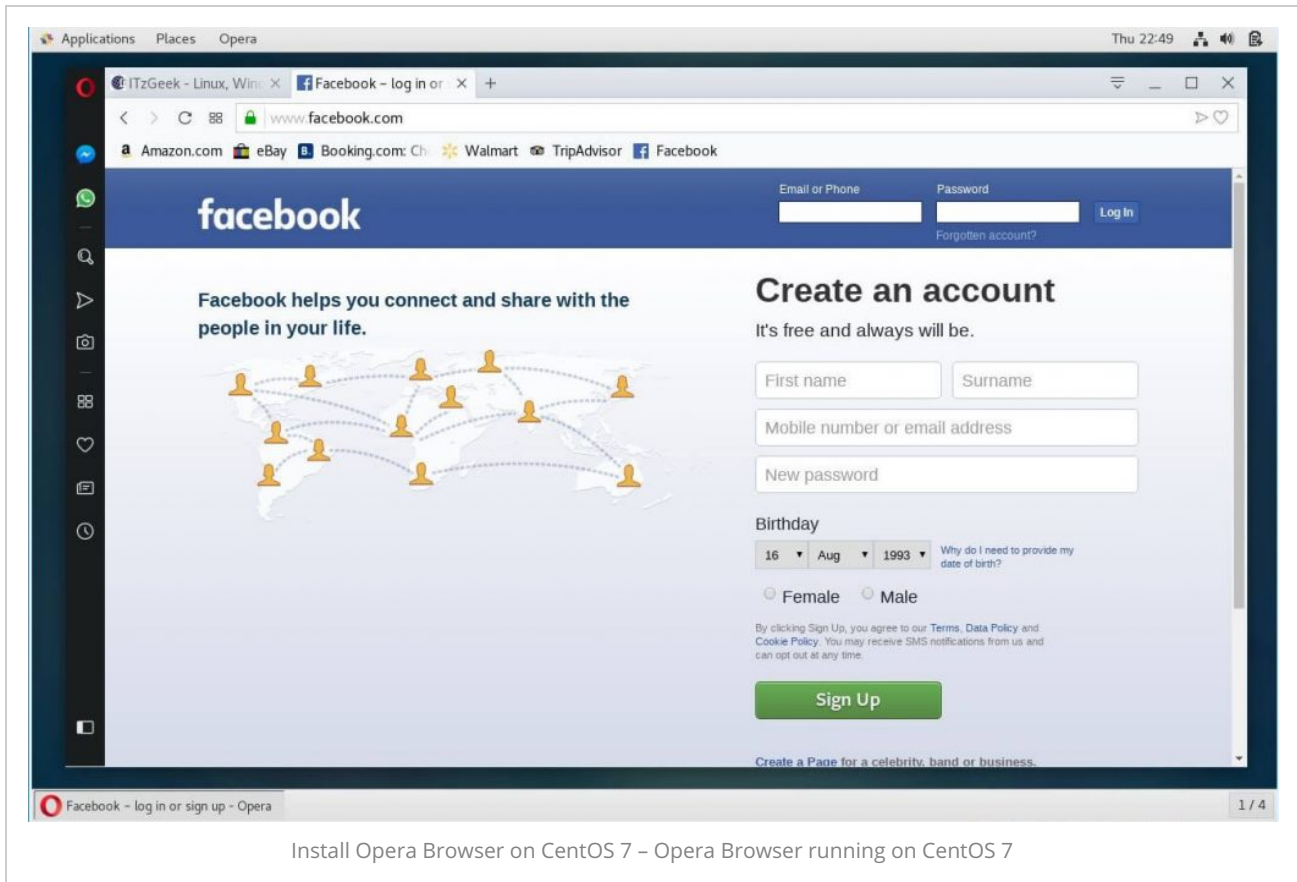 Applications Places Opera Thu 22:49
ITzGeek - Linux, Win Facebook – log in or
www.facebook.com
Amazon.com eBay Booking.com: Ch Walmart TripAdvisor Facebook
facebook
Email or Phone Password
Log In
Forgotten account?
Facebook helps you connect and share with the
people in your life.
Create an account
It's free and always will be.
First name Surname
Mobile number or email address
New password
Birthday
16 Aug 1993 Why do I need to provide my
date of birth?
Female Male
By clicking Sign Up, you agree to our Terms, Data Policy and
Cookie Policy. You may receive SMS notifications from us and
can opt out at any time.
Sign Up
Create a Page for a celebrity, band or business.
Facebook – log in or sign up - Opera 1 / 4
Install Opera Browser on CentOS 7 – Opera Browser running on CentOS 7